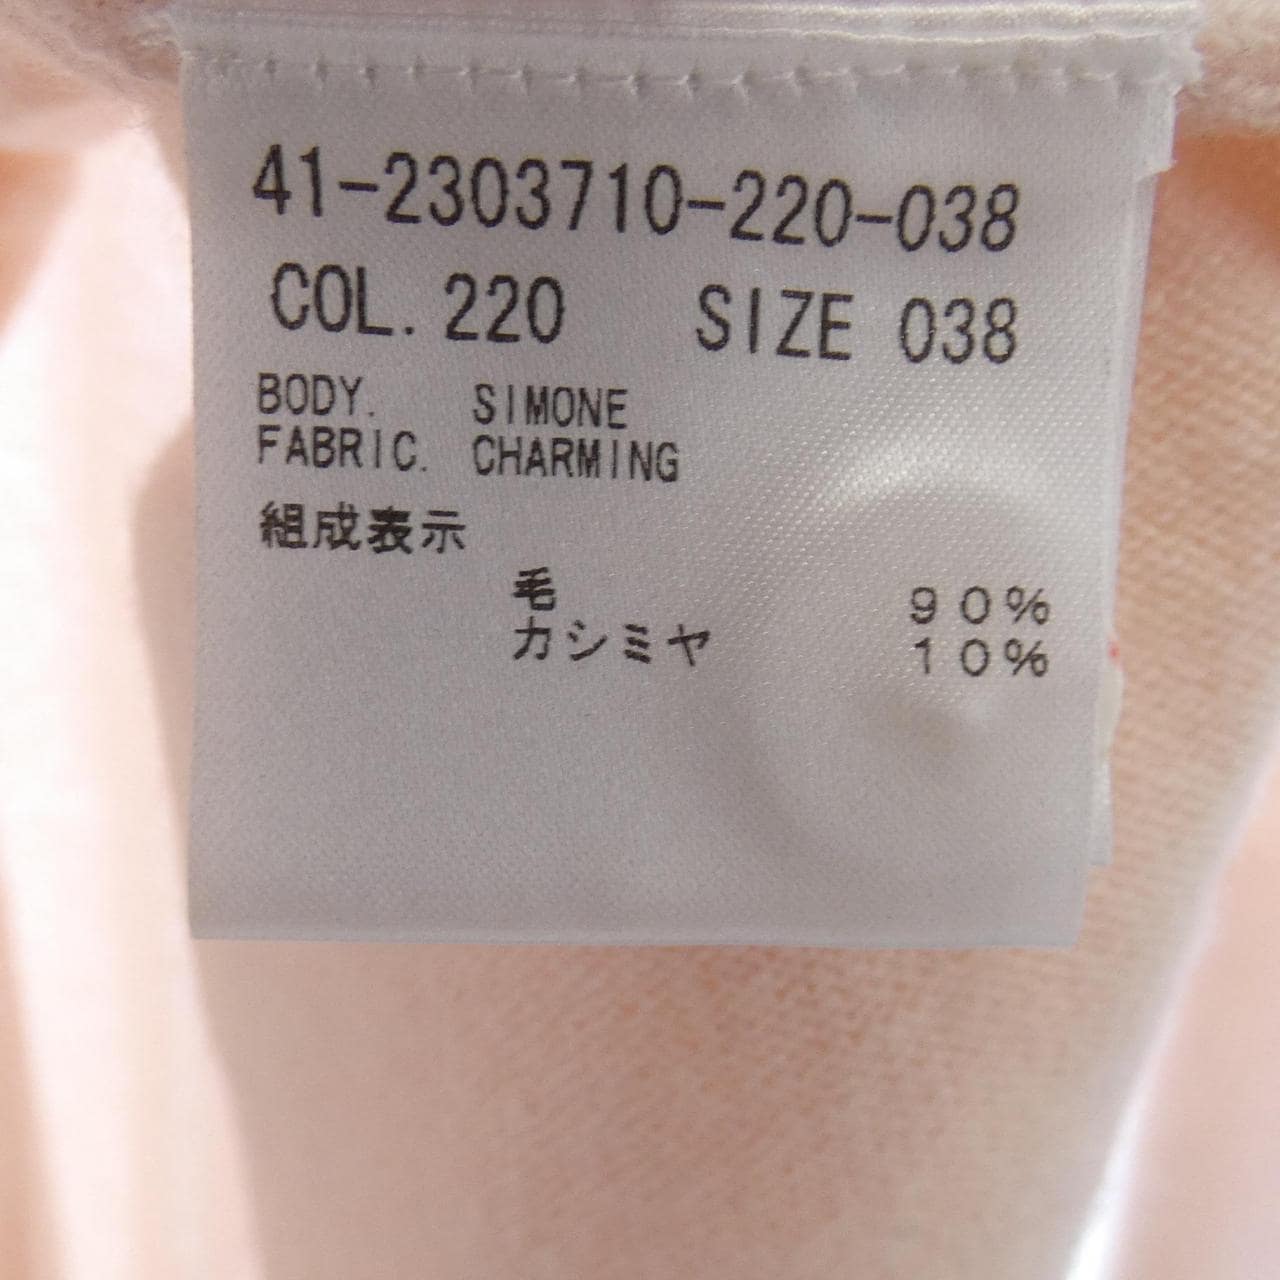 41-2303710-220-038
COL. 220 SIZE 038
BODY. SIMONE
FABRIC. CHARMING
組成表示
毛 90%
カシミヤ 10%